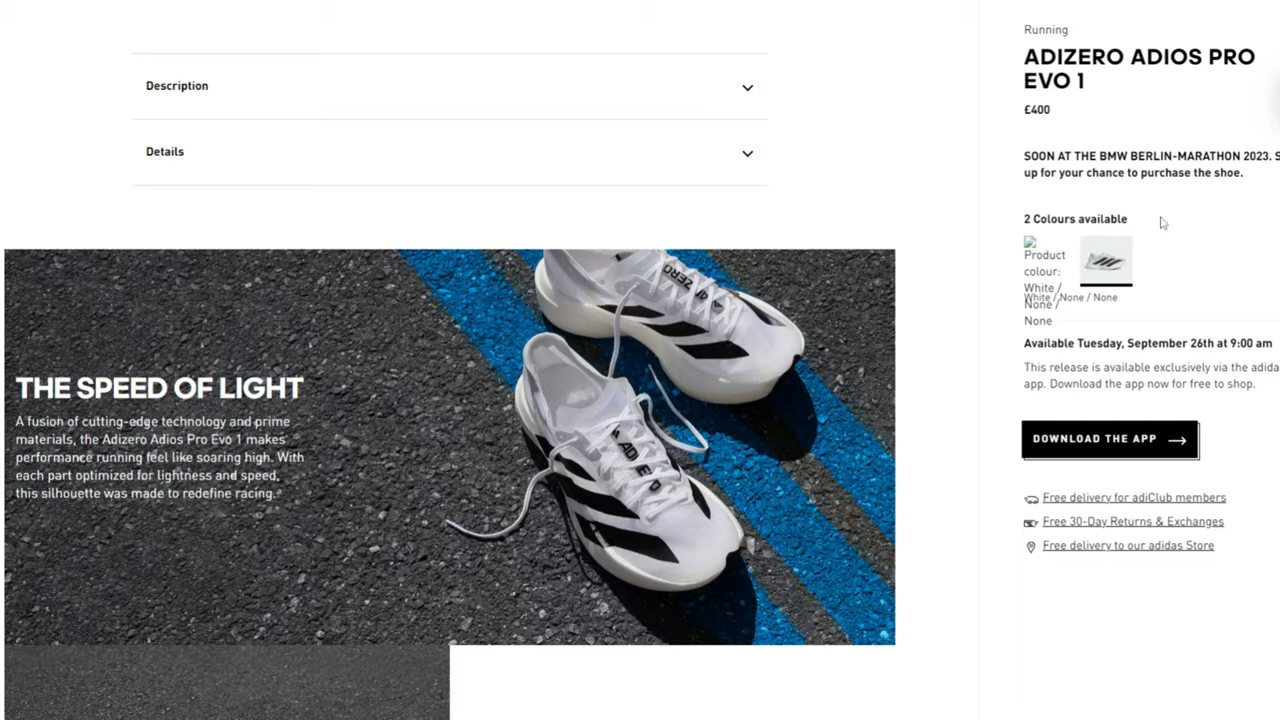 Description
Details
THE SPEED OF LIGHT
A fusion of cutting-edge technology and prime
materials, the Adizero Adios Pro Evo 1 makes
performance running feel like soaring high. With
each part optimized for lightness and speed,
this silhouette was made to redefine racing.
Running
ADIZERO ADIOS PRO
EVO 1
£400
SOON AT THE BMW BERLIN-MARATHON 2023. S
up for your chance to purchase the shoe.
2 Colours available
Product
colour:
White /
None /
None
White / None / None
Available Tuesday, September 26th at 9:00 am
This release is available exclusively via the adida
app. Download the app now for free to shop.
DOWNLOAD THE APP
Free delivery for adiClub members
Free 30-Day Returns & Exchanges
Free delivery to our adidas Store